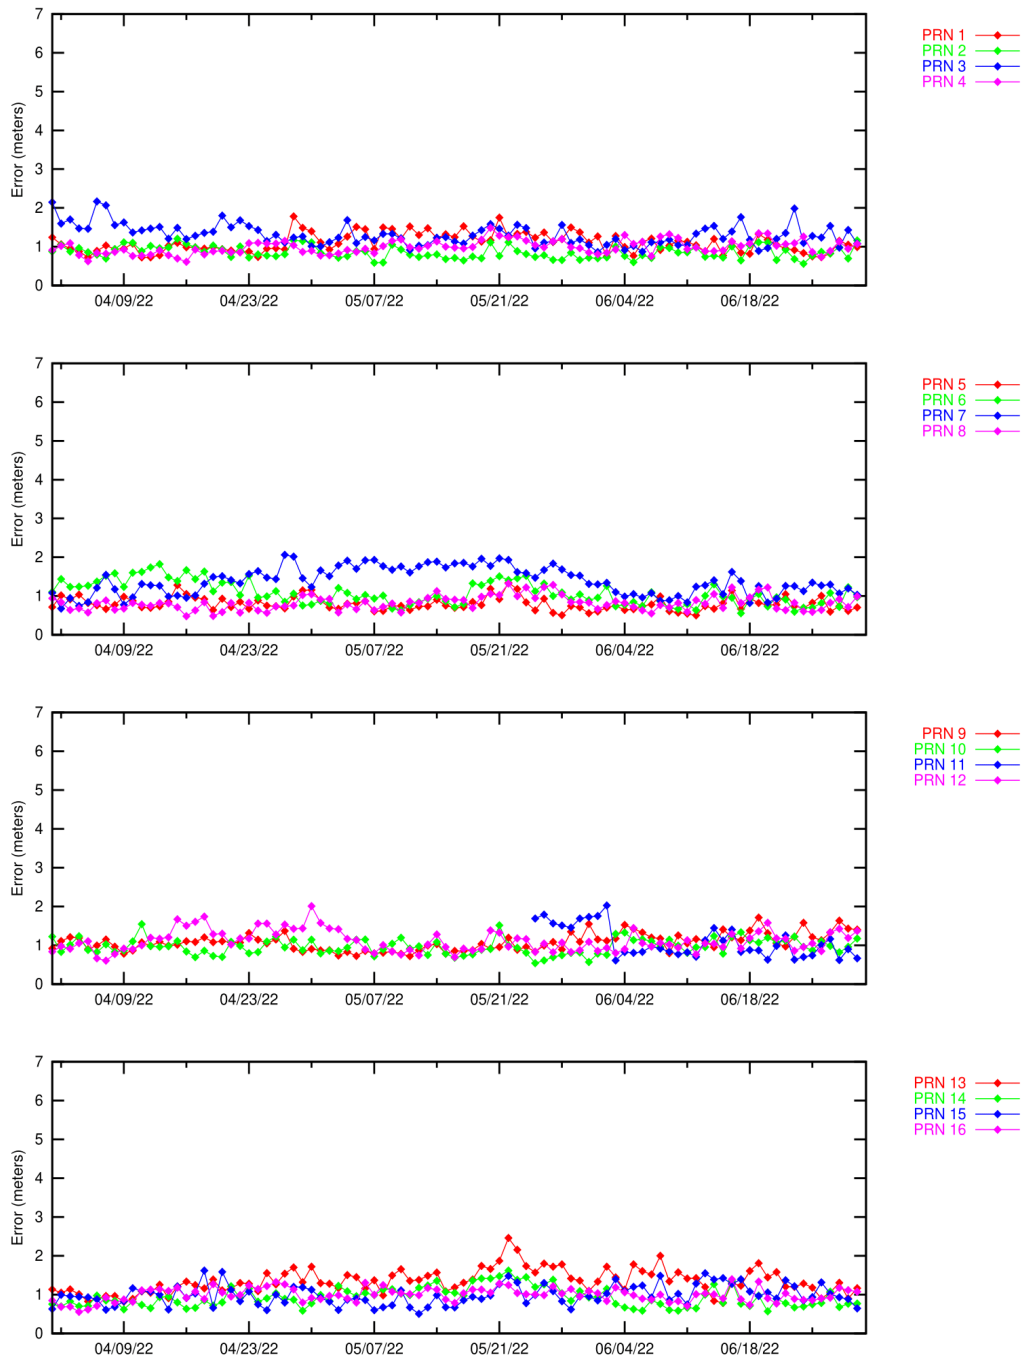 7
6
5
4
3
2
1
0
Error (meters)
04/09/22 04/23/22 05/07/22 05/21/22 06/04/22 06/18/22
PRN 1
PRN 2
PRN 3
PRN 4
7
6
5
4
3
2
1
0
Error (meters)
04/09/22 04/23/22 05/07/22 05/21/22 06/04/22 06/18/22
PRN 5
PRN 6
PRN 7
PRN 8
7
6
5
4
3
2
1
0
Error (meters)
04/09/22 04/23/22 05/07/22 05/21/22 06/04/22 06/18/22
PRN 9
PRN 10
PRN 11
PRN 12
7
6
5
4
3
2
1
0
Error (meters)
04/09/22 04/23/22 05/07/22 05/21/22 06/04/22 06/18/22
PRN 13
PRN 14
PRN 15
PRN 16